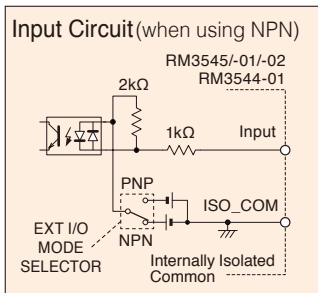 Input Circuit (when using NPN)
RM3545/-01/-02
RM3544-01
2kΩ
1kΩ
Input
PNP
ISO_COM
EXT I/O
MODE
SELECTOR
NPN
Internally Isolated
Common